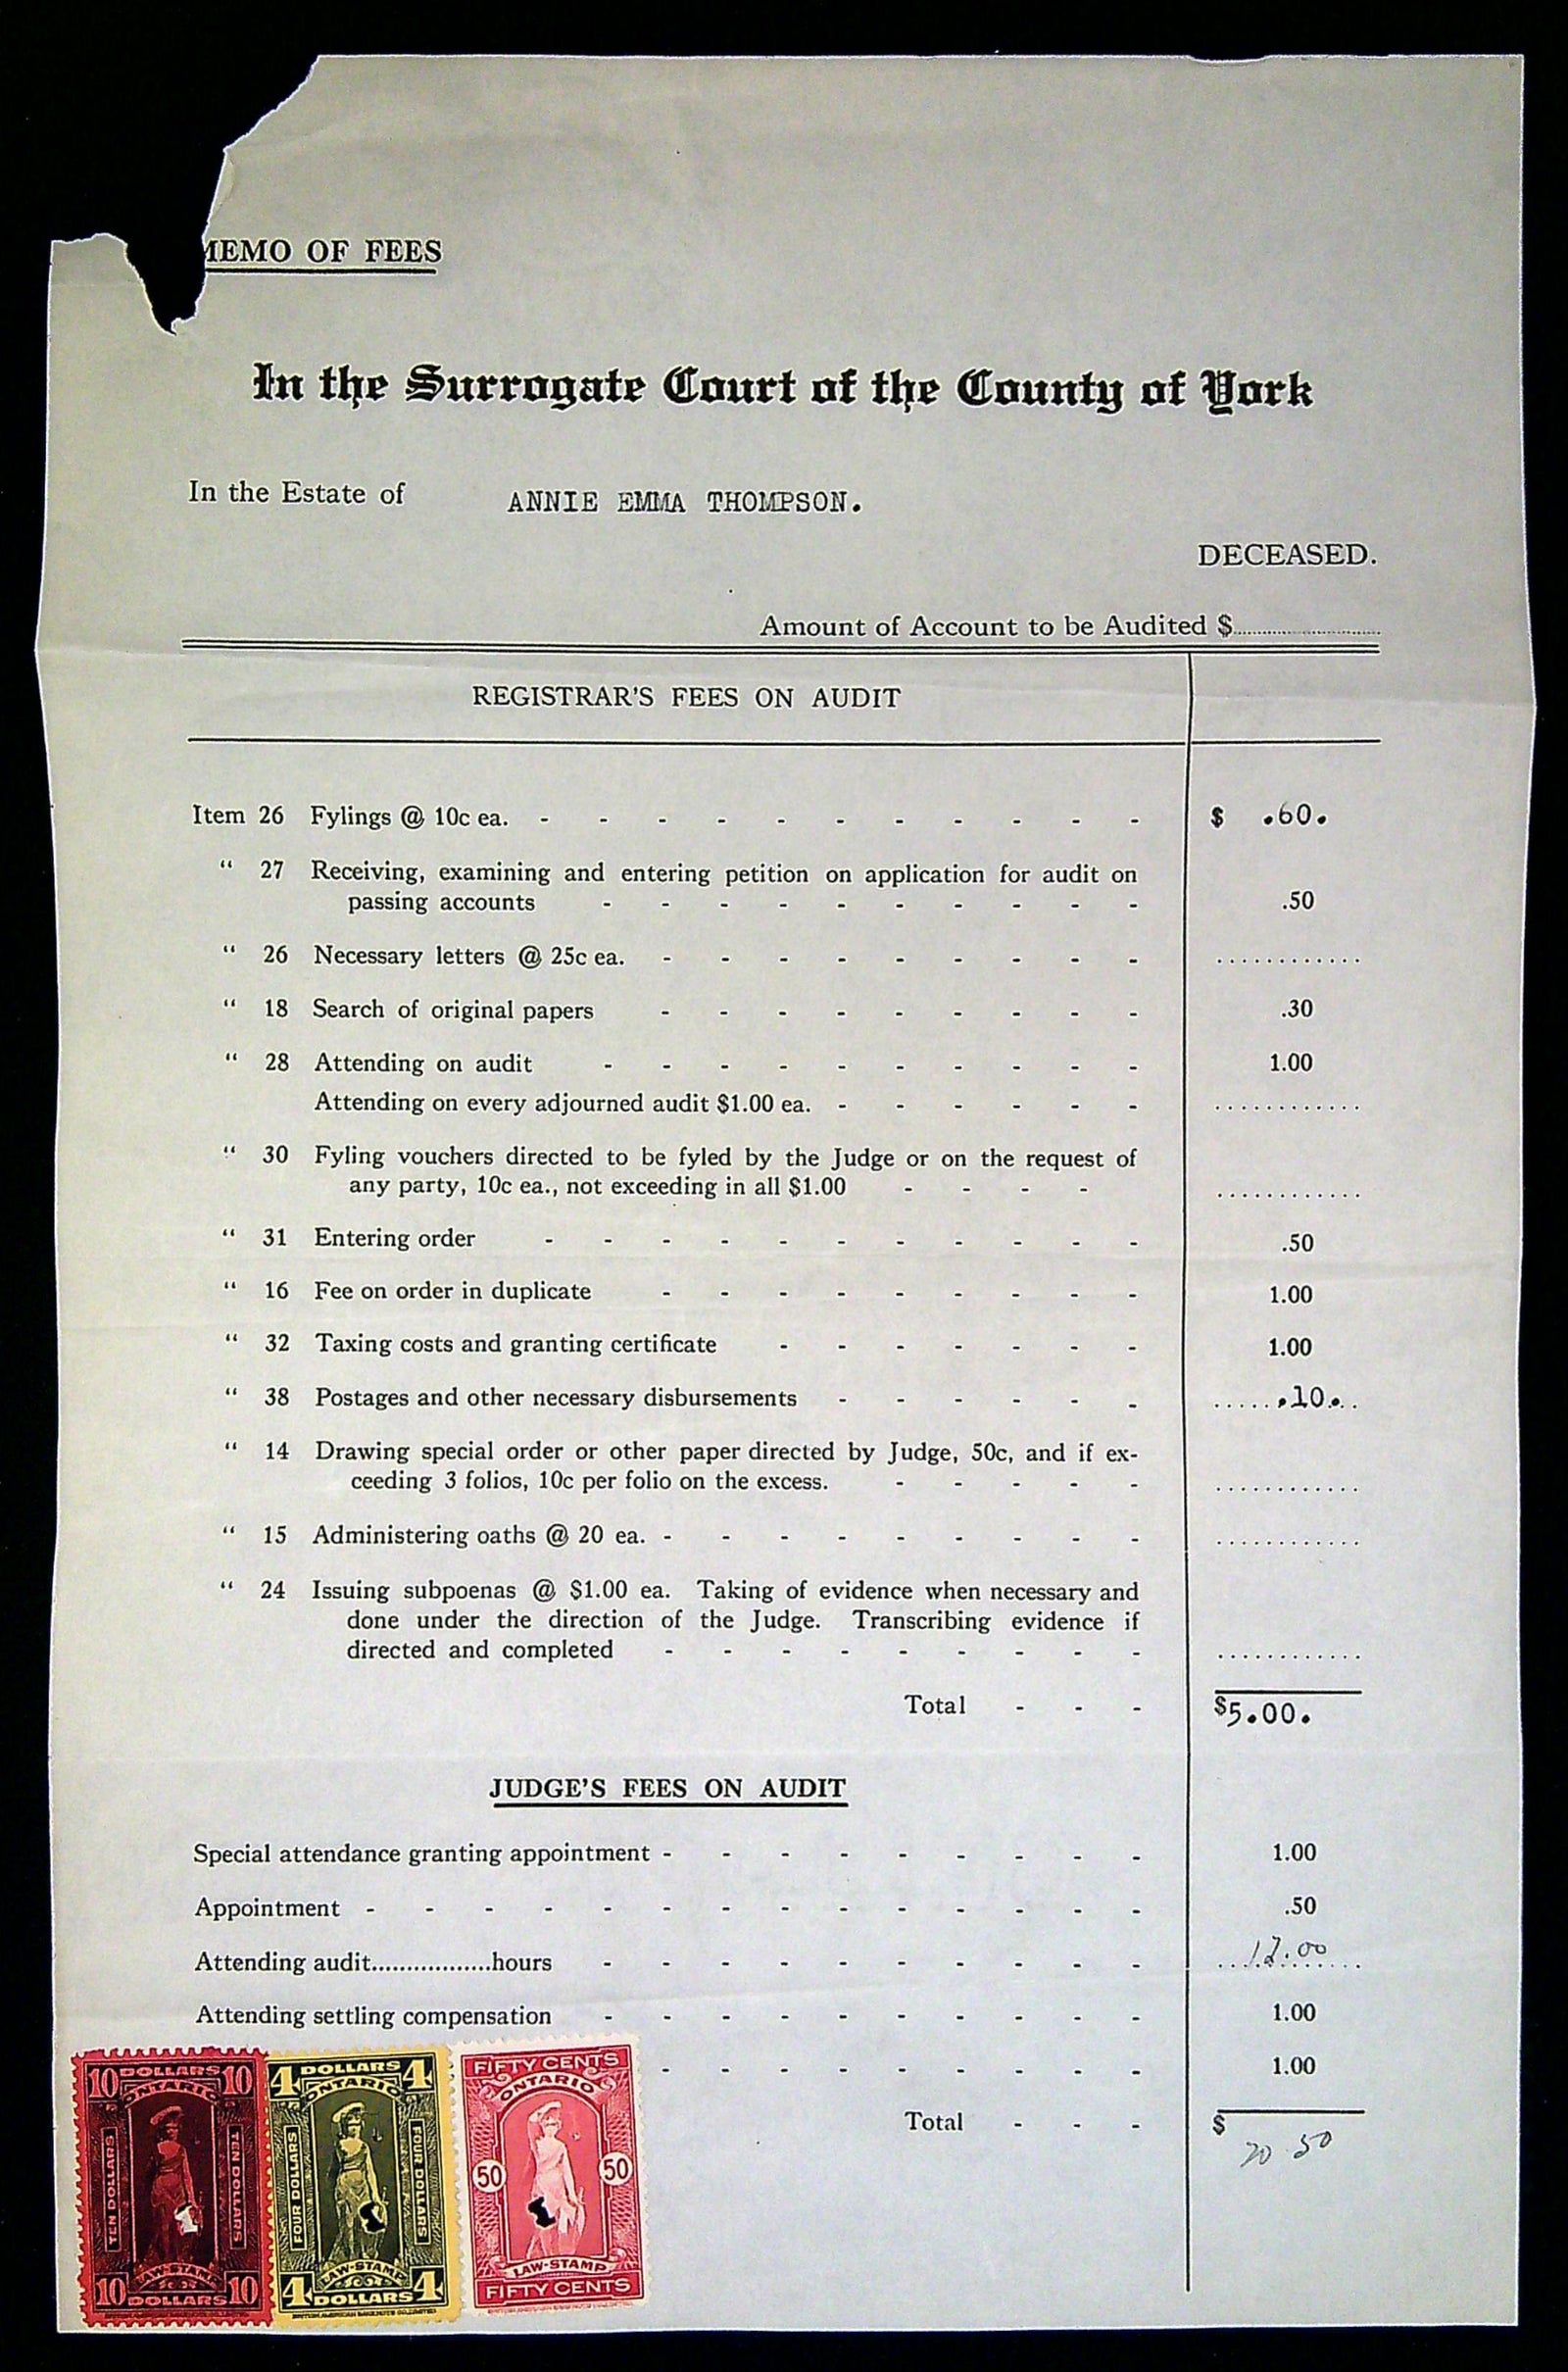 MEMO OF FEES
In the Surrogate Court of the County of York
In the Estate of ANNIE EMMA THOMPSON.
DECEASED.
Amount of Account to be Audited $
REGISTRAR'S FEES ON AUDIT
Item 26 Fylings @ 10c ea. - - - - - - - - - - - $ .60.
" 27 Receiving, examining and entering petition on application for audit on
passing accounts - - - - - - - - - - .50
" 26 Necessary letters @ 25c ea. - - - - - - - - - ............
" 18 Search of original papers - - - - - - - - - .30
" 28 Attending on audit - - - - - - - - - - 1.00
Attending on every adjourned audit $1.00 ea. - - - - - - ............
" 30 Fyling vouchers directed to be fyled by the Judge or on the request of
any party, 10c ea., not exceeding in all $1.00 - - - - ............
" 31 Entering order - - - - - - - - - - - .50
" 16 Fee on order in duplicate - - - - - - - - - 1.00
" 32 Taxing costs and granting certificate - - - - - - - 1.00
" 38 Postages and other necessary disbursements - - - - - - ......10...
" 14 Drawing special order or other paper directed by Judge, 50c, and if ex-
ceeding 3 folios, 10c per folio on the excess. - - - - - ............
" 15 Administering oaths @ 20 ea. - - - - - - - - - ............
" 24 Issuing subpoenas @ $1.00 ea. Taking of evidence when necessary and
done under the direction of the Judge. Transcribing evidence if
directed and completed - - - - - - - - - ............
Total - - - $5.00.
JUDGE'S FEES ON AUDIT
Special attendance granting appointment - - - - - - - - - 1.00
Appointment - - - - - - - - - - - - - - .50
Attending audit..................hours - - - - - - - - - - 12.00
Attending settling compensation - - - - - - - - - - 1.00
- - - - - - - - - 1.00
Total - - - $
20 50
10 DOLLARS 10
ONTARIO
TEN DOLLARS
TEN DOLLARS
LAW-STAMP
10 DOLLARS 10
4 DOLLARS 4
ONTARIO
FOUR DOLLARS
FOUR DOLLARS
LAW-STAMP
4 DOLLARS 4
FIFTY CENTS
ONTARIO
50 50
LAW-STAMP
FIFTY CENTS